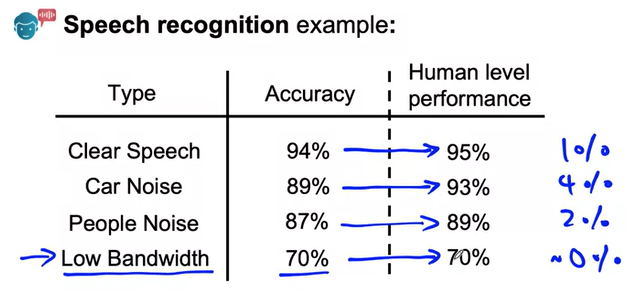 Speech recognition example:
Type Accuracy Human level performance
Clear Speech 94% 95% 1%
Car Noise 89% 93% 4%
People Noise 87% 89% 2%
Low Bandwidth 70% 70% ~0%